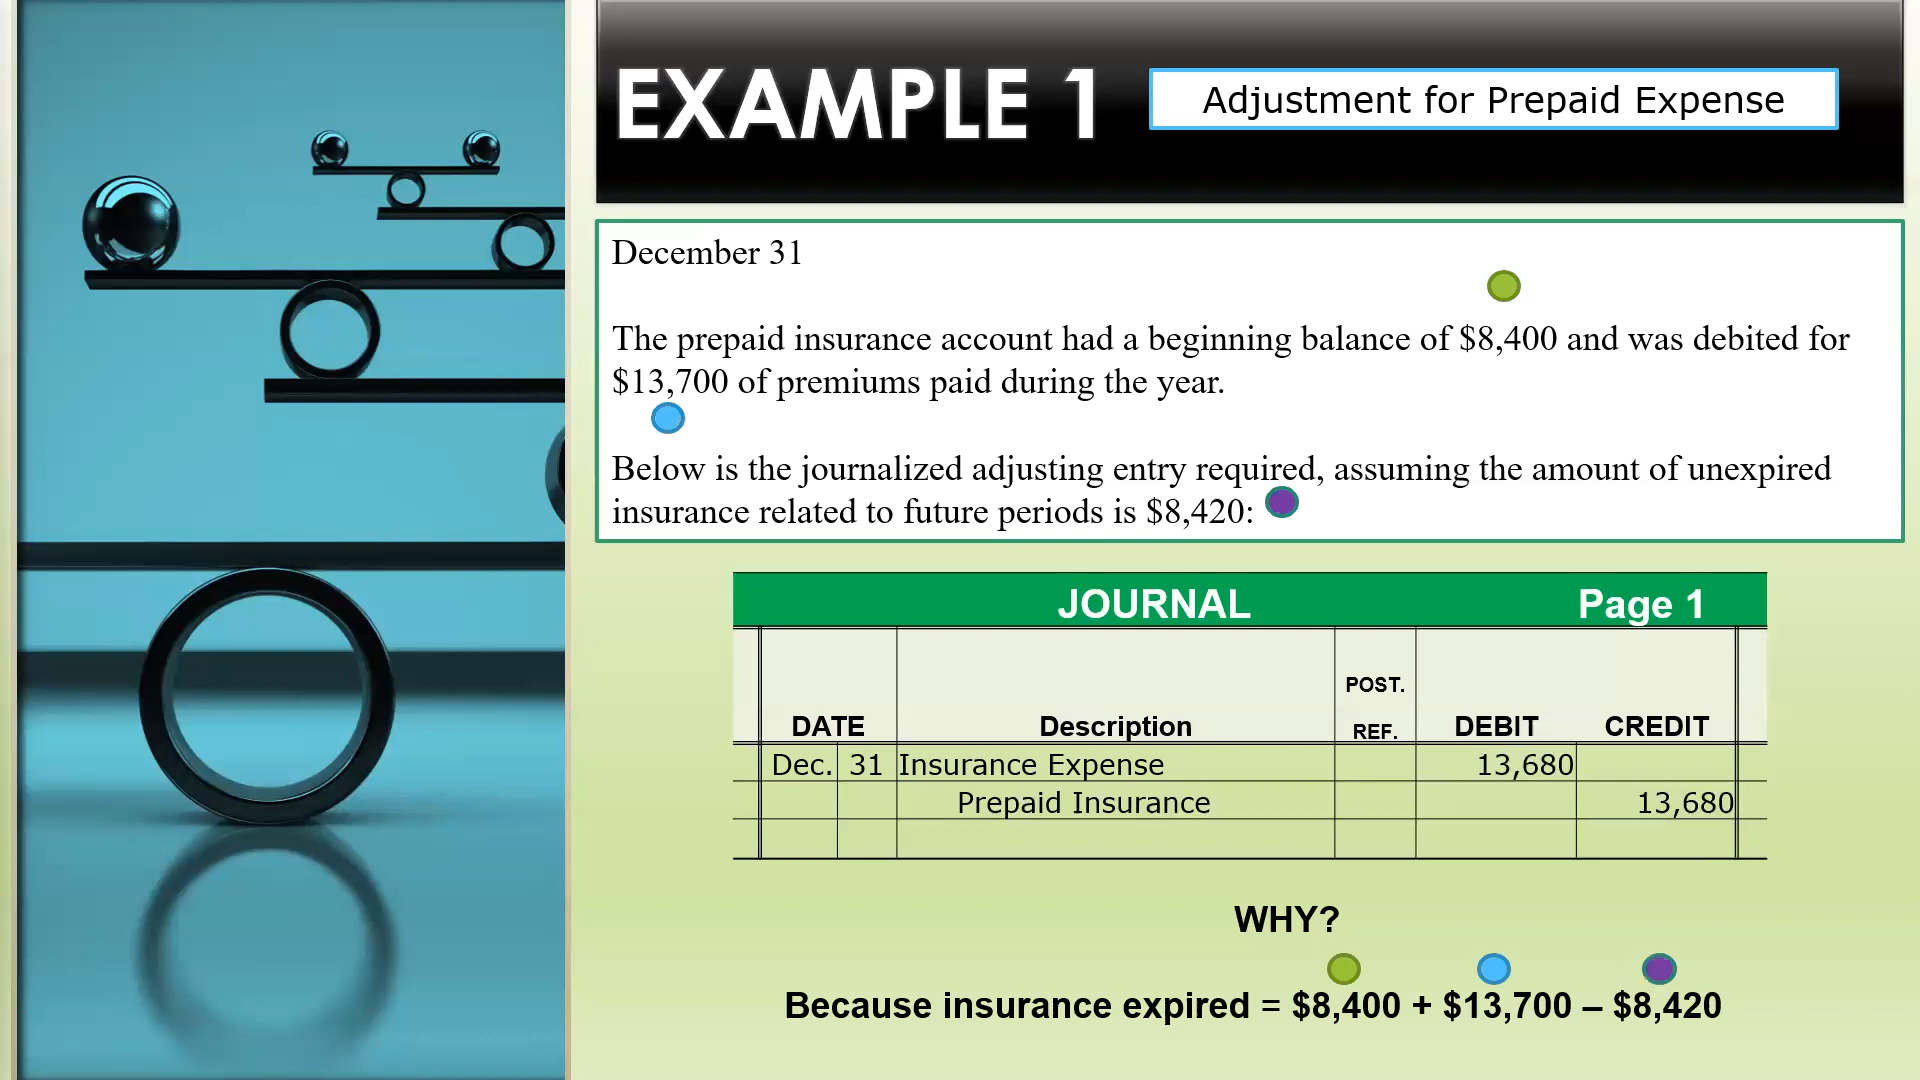 EXAMPLE 1
Adjustment for Prepaid Expense
December 31
The prepaid insurance account had a beginning balance of $8,400 and was debited for
$13,700 of premiums paid during the year.
Below is the journalized adjusting entry required, assuming the amount of unexpired
insurance related to future periods is $8,420:
JOURNAL Page 1
DATE Description POST. REF. DEBIT CREDIT
Dec. 31 Insurance Expense 13,680
Prepaid Insurance 13,680
WHY?
Because insurance expired = $8,400 + $13,700 – $8,420